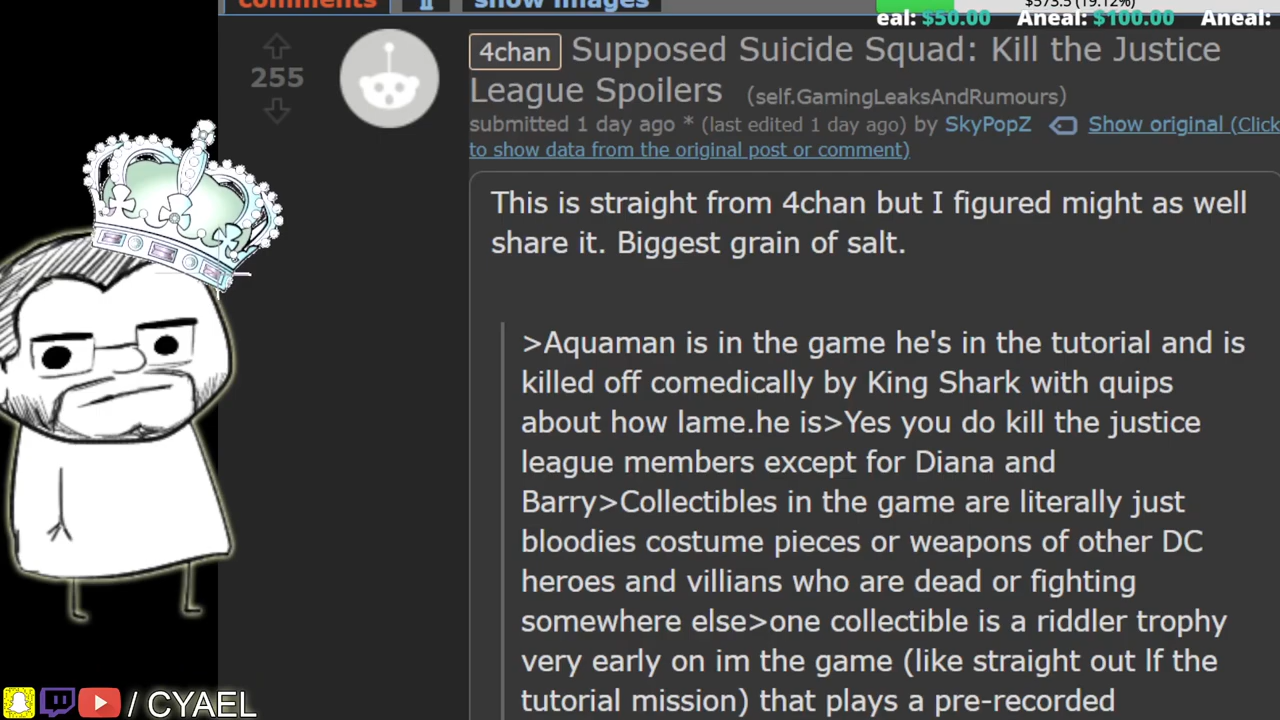 comments
show images
$573.5 (19.12%)
eal: $50.00 Aneal: $100.00 Aneal:
255
4chan Supposed Suicide Squad: Kill the Justice
League Spoilers (self.GamingLeaksAndRumours)
submitted 1 day ago * (last edited 1 day ago) by SkyPopZ Show original (Click
to show data from the original post or comment)
This is straight from 4chan but I figured might as well
share it. Biggest grain of salt.
>Aquaman is in the game he's in the tutorial and is
killed off comedically by King Shark with quips
about how lame.he is>Yes you do kill the justice
league members except for Diana and
Barry>Collectibles in the game are literally just
bloodies costume pieces or weapons of other DC
heroes and villians who are dead or fighting
somewhere else>one collectible is a riddler trophy
very early on im the game (like straight out lf the
tutorial mission) that plays a pre-recorded
/ CYAEL